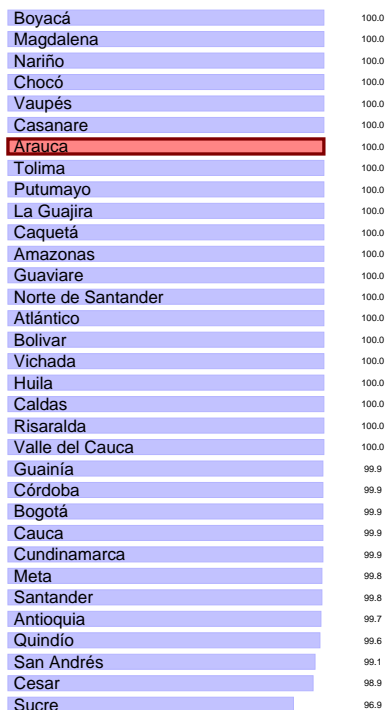 Boyacá 100.0
Magdalena 100.0
Nariño 100.0
Chocó 100.0
Vaupés 100.0
Casanare 100.0
Arauca 100.0
Tolima 100.0
Putumayo 100.0
La Guajira 100.0
Caquetá 100.0
Amazonas 100.0
Guaviare 100.0
Norte de Santander 100.0
Atlántico 100.0
Bolivar 100.0
Vichada 100.0
Huila 100.0
Caldas 100.0
Risaralda 100.0
Valle del Cauca 100.0
Guainía 99.9
Córdoba 99.9
Bogotá 99.9
Cauca 99.9
Cundinamarca 99.9
Meta 99.8
Santander 99.8
Antioquia 99.7
Quindío 99.6
San Andrés 99.1
Cesar 98.9
Sucre 96.9